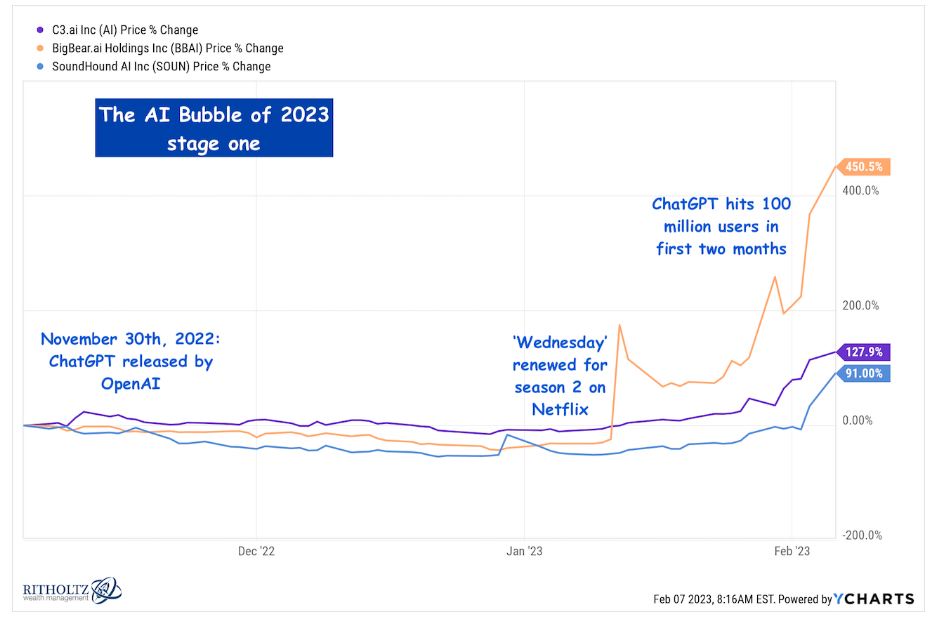 C3.ai Inc (AI) Price % Change
BigBear.ai Holdings Inc (BBAI) Price % Change
SoundHound AI Inc (SOUN) Price % Change
The AI Bubble of 2023
stage one
450.5%
400.0%
ChatGPT hits 100
million users in
first two months
200.0%
November 30th, 2022:
ChatGPT released by
OpenAI
'Wednesday'
renewed for
season 2 on
Netflix
127.9%
91.00%
0.00%
-200.0%
Dec '22
Jan '23
Feb '23
RITHOLTZ
wealth management
Feb 07 2023, 8:16AM EST. Powered by YCHARTS